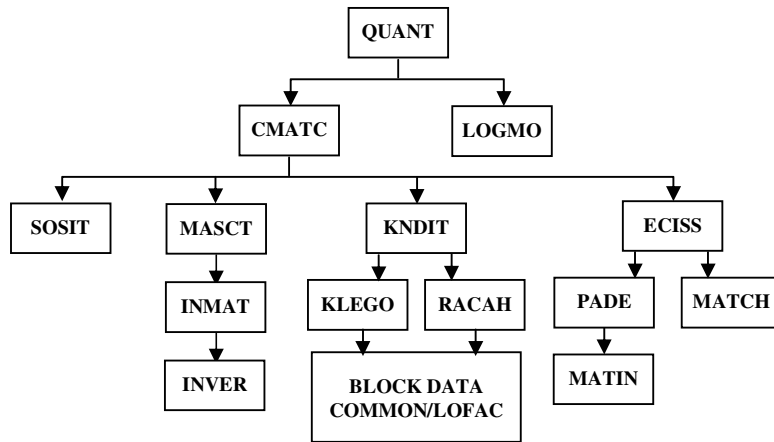 QUANT
CMATC
LOGMO
SOSIT
MASCT
KNDIT
ECISS
INMAT
KLEGO
RACAH
PADE
MATCH
INVER
BLOCK DATA
COMMON/LOFAC
MATIN